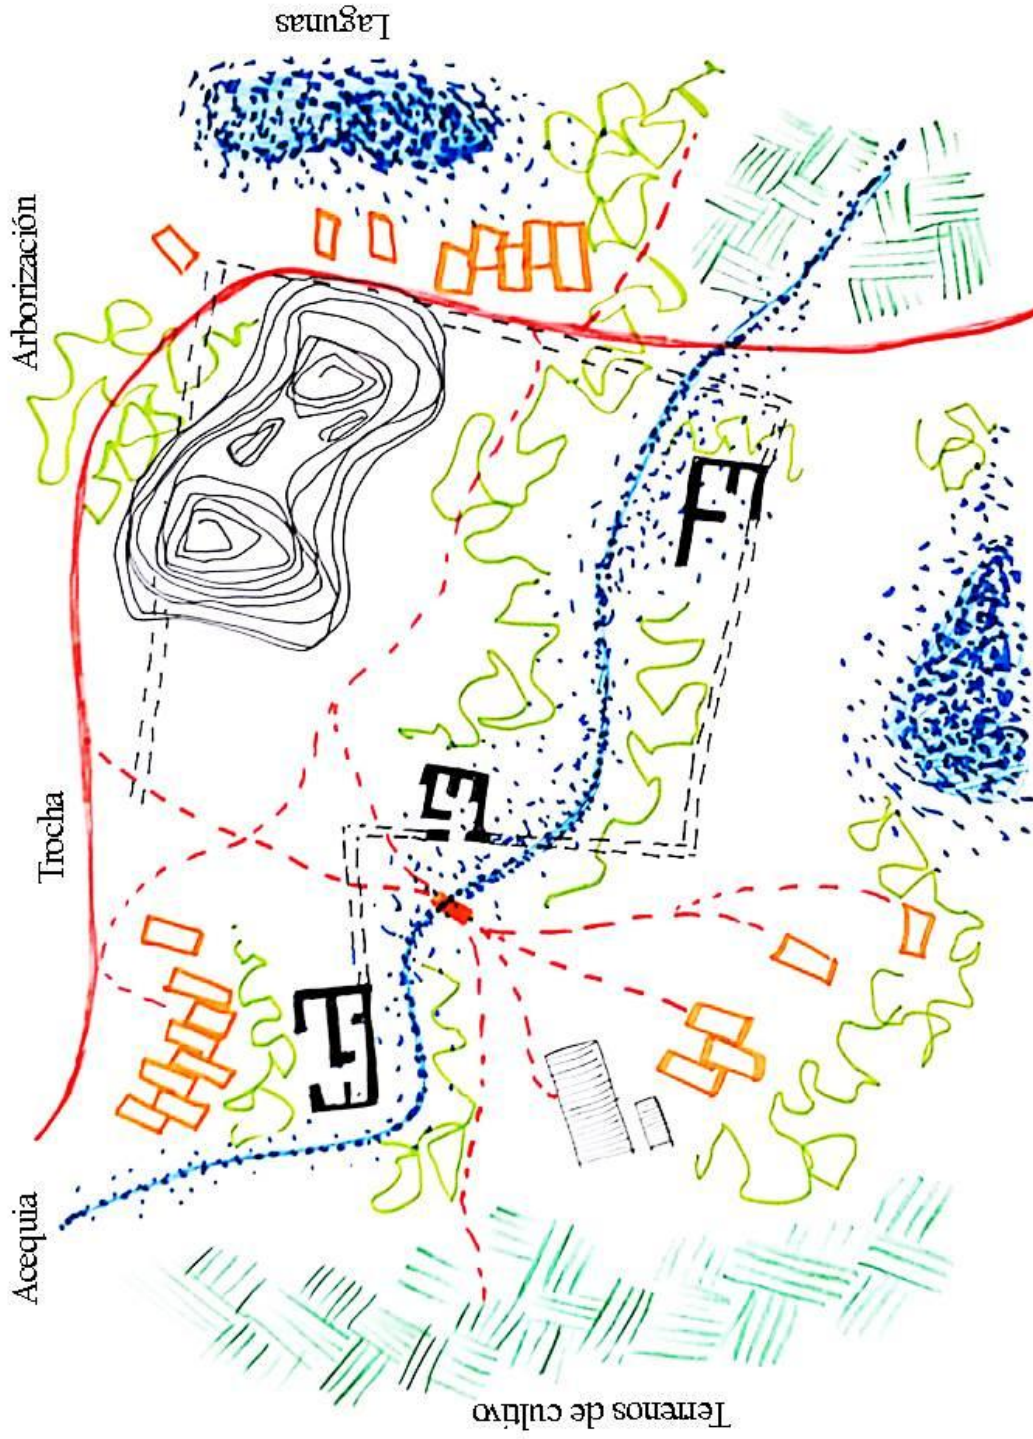 Lagunas
Arborización
Trocha
Acequia
Terrenos de cultivo